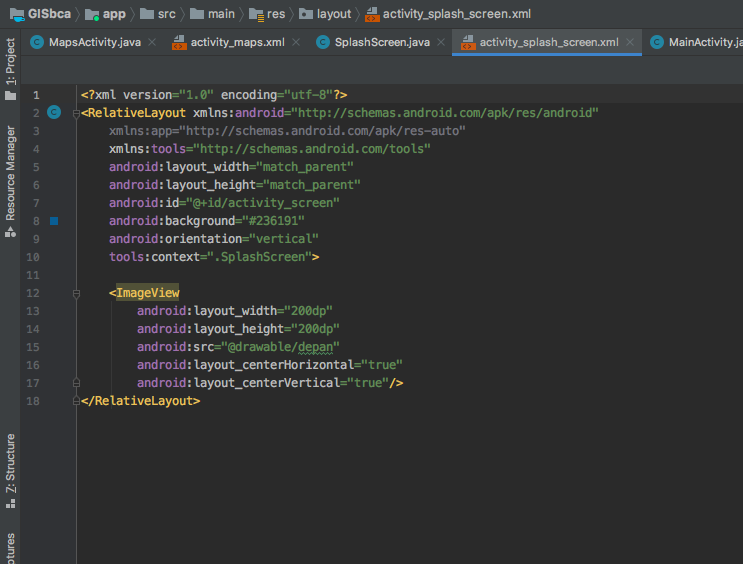 GISbca app src main res layout activity_splash_screen.xml
MapsActivity.java activity_maps.xml SplashScreen.java activity_splash_screen.xml MainActivity.ja
1: Project
Resource Manager
7: Structure
ptures
1 <?xml version="1.0" encoding="utf-8"?>
2 <RelativeLayout xmlns:android="http://schemas.android.com/apk/res/android"
3 xmlns:app="http://schemas.android.com/apk/res-auto"
4 xmlns:tools="http://schemas.android.com/tools"
5 android:layout_width="match_parent"
6 android:layout_height="match_parent"
7 android:id="@+id/activity_screen"
8 android:background="#236191"
9 android:orientation="vertical"
10 tools:context=".SplashScreen">
11
12 <ImageView
13 android:layout_width="200dp"
14 android:layout_height="200dp"
15 android:src="@drawable/depan"
16 android:layout_centerHorizontal="true"
17 android:layout_centerVertical="true"/>
18 </RelativeLayout>